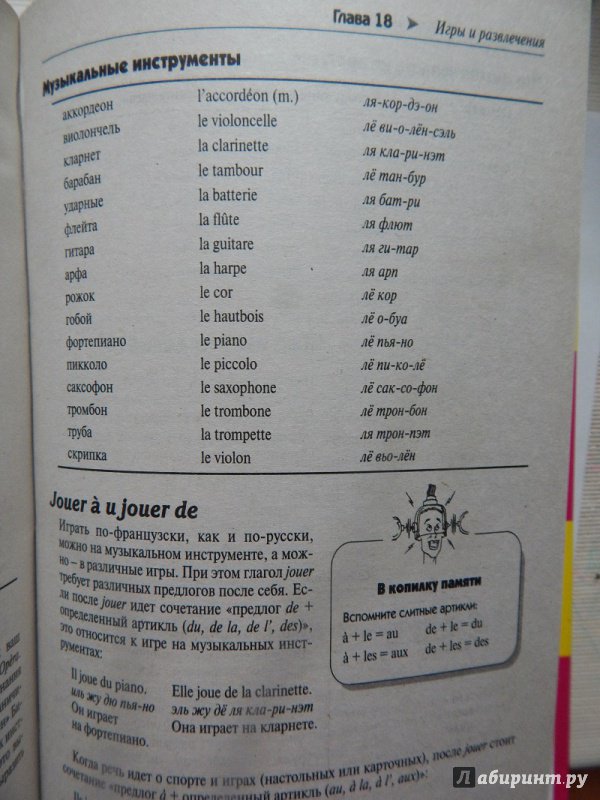 Глава 18 ➤ Игры и развлечения
Музыкальные инструменты
аккордеон l'accordéon (m.) ля-кор-дэ-он
виолончель le violoncelle лё ви-о-лён-сэль
кларнет la clarinette ля кла-ри-нэт
барабан le tambour лё тан-бур
ударные la batterie ля бат-ри
флейта la flûte ля флют
гитара la guitare ля ги-тар
арфа la harpe ля арп
рожок le cor лё кор
гобой le hautbois лё о-буа
фортепиано le piano лё пья-но
пикколо le piccolo лё пи-ко-лё
саксофон le saxophone лё сак-со-фон
тромбон le trombone лё трон-бон
труба la trompette ля трон-пэт
скрипка le violon лё вьо-лён
Jouer à и jouer de
Играть по-французски, как и по-русски,
можно на музыкальном инструменте, а мож-
но – в различные игры. При этом глагол jouer
требует различных предлогов после себя. Ес-
ли после jouer идет сочетание «предлог de +
определенный артикль (du, de la, de l', des)»,
это относится к игре на музыкальных инст-
рументах:
Il joue du piano. Elle joue de la clarinette.
иль жу дю пья-но эль жу дё ля кла-ри-нэт
Он играет Она играет на кларнете.
на фортепиано.
В копилку памяти
Вспомните слитные артикли:
à + le = au de + le = du
à + les = aux de + les = des
Когда речь идет о спорте и играх (настольных или карточных), после jouer стоит
сочетание «предлог à + определенный артикль (au, à la, à l', aux)»:
ваш
Лабиринт.ру